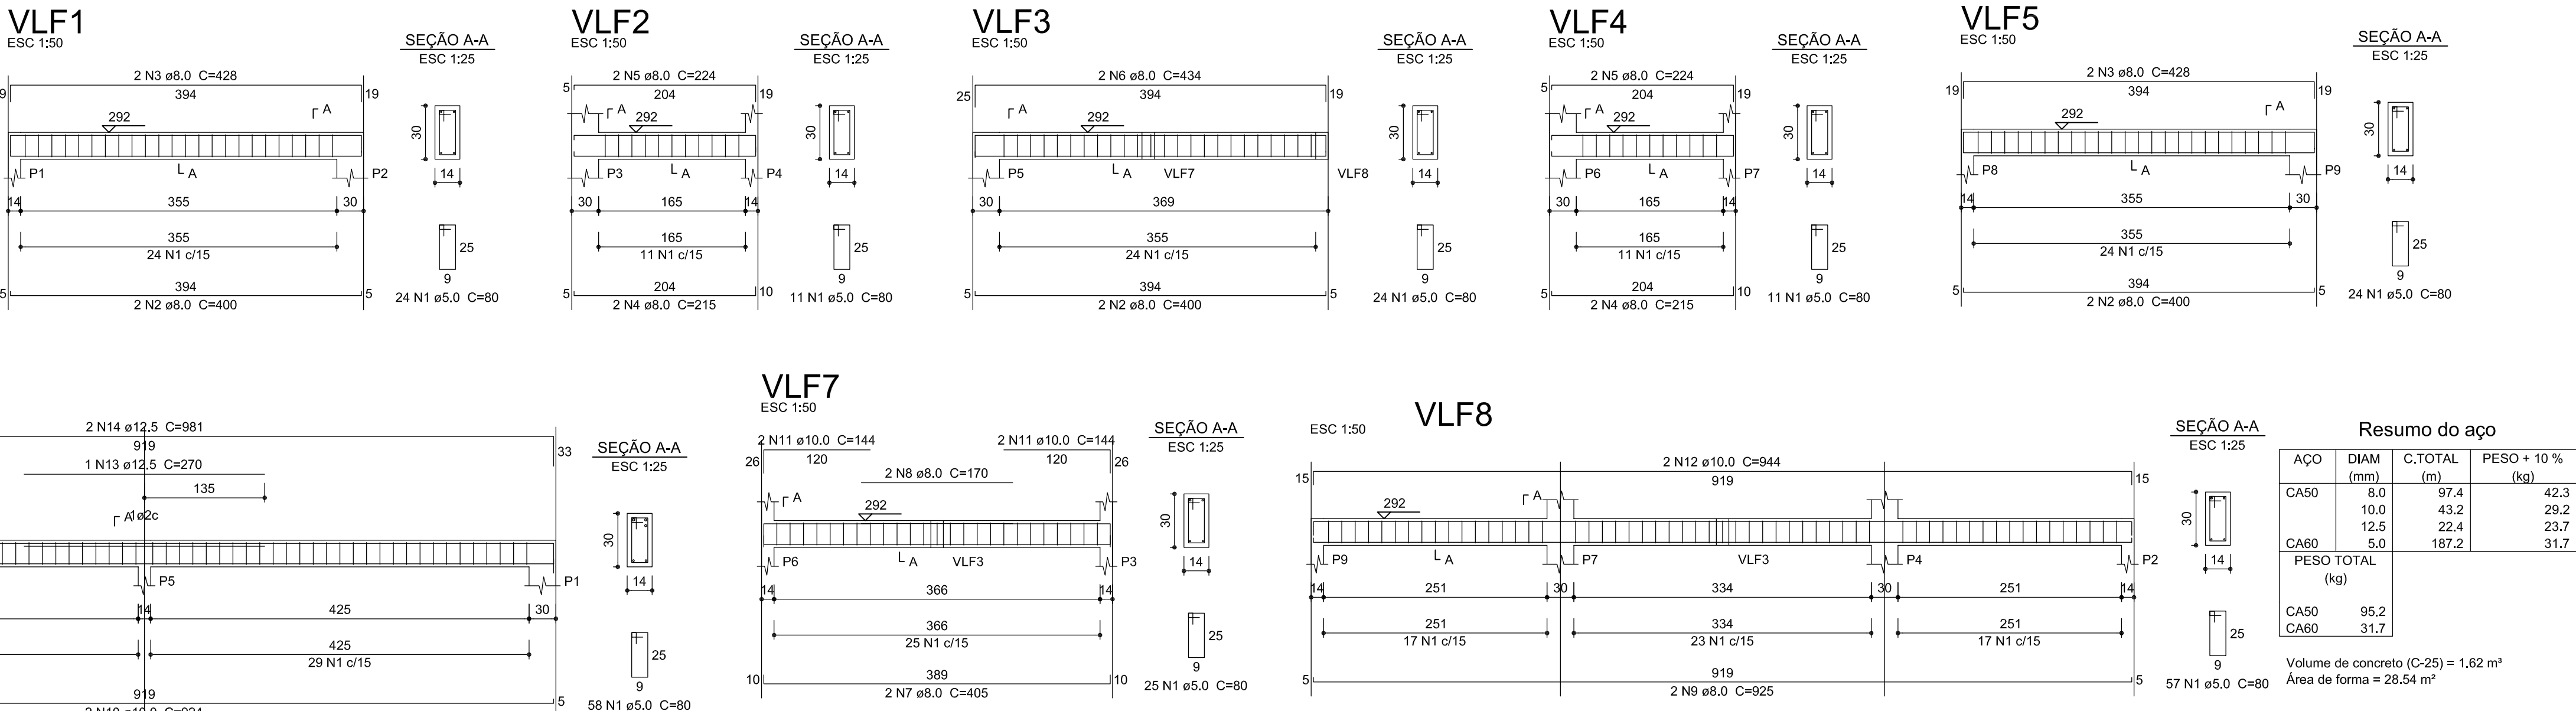 VLF1
ESC 1:50
SEÇÃO A-A
ESC 1:25
2 N3 ø8.0 C=428
394
19
A
292
30
P1
A
P2
14
14
355
30
355
24 N1 c/15
25
9
394
5
2 N2 ø8.0 C=400
24 N1 ø5.0 C=80
VLF2
ESC 1:50
SEÇÃO A-A
ESC 1:25
2 N5 ø8.0 C=224
5
204
19
A
292
30
P3
A
P4
14
30
165
14
165
11 N1 c/15
25
9
5
204
10
2 N4 ø8.0 C=215
11 N1 ø5.0 C=80
VLF3
ESC 1:50
SEÇÃO A-A
ESC 1:25
2 N6 ø8.0 C=434
25
394
19
A
292
30
P5
A
VLF7
VLF8
14
30
369
355
24 N1 c/15
25
9
5
394
5
2 N2 ø8.0 C=400
24 N1 ø5.0 C=80
VLF4
ESC 1:50
SEÇÃO A-A
ESC 1:25
2 N5 ø8.0 C=224
5
204
19
A
292
30
P6
A
P7
14
30
165
14
165
11 N1 c/15
25
9
5
204
10
2 N4 ø8.0 C=215
11 N1 ø5.0 C=80
VLF5
ESC 1:50
SEÇÃO A-A
ESC 1:25
2 N3 ø8.0 C=428
19
394
19
A
292
30
P8
A
P9
14
14
355
30
355
24 N1 c/15
25
9
5
394
5
2 N2 ø8.0 C=400
24 N1 ø5.0 C=80
2 N14 ø12.5 C=981
919
33
1 N13 ø12.5 C=270
135
A
1ø2c
SEÇÃO A-A
ESC 1:25
30
P5
P1
14
14
425
30
425
29 N1 c/15
25
9
919
5
58 N1 ø5.0 C=80
VLF7
ESC 1:50
2 N11 ø10.0 C=144
2 N11 ø10.0 C=144
26
120
120
26
2 N8 ø8.0 C=170
SEÇÃO A-A
ESC 1:25
A
292
30
P6
A
VLF3
P3
14
14
366
14
366
25 N1 c/15
25
9
10
389
10
2 N7 ø8.0 C=405
25 N1 ø5.0 C=80
VLF8
ESC 1:50
SEÇÃO A-A
ESC 1:25
2 N12 ø10.0 C=944
15
919
15
A
292
30
P9
A
P7
VLF3
P4
P2
14
14
251
30
334
30
251
14
251
334
251
17 N1 c/15
23 N1 c/15
17 N1 c/15
25
9
5
919
5
2 N9 ø8.0 C=925
57 N1 ø5.0 C=80
Resumo do aço
AÇO DIAM C.TOTAL PESO + 10 %
(mm) (m) (kg)
CA50 8.0 97.4 42.3
10.0 43.2 29.2
12.5 22.4 23.7
CA60 5.0 187.2 31.7
PESO TOTAL
(kg)
CA50 95.2
CA60 31.7
Volume de concreto (C-25) = 1.62 m³
Área de forma = 28.54 m²